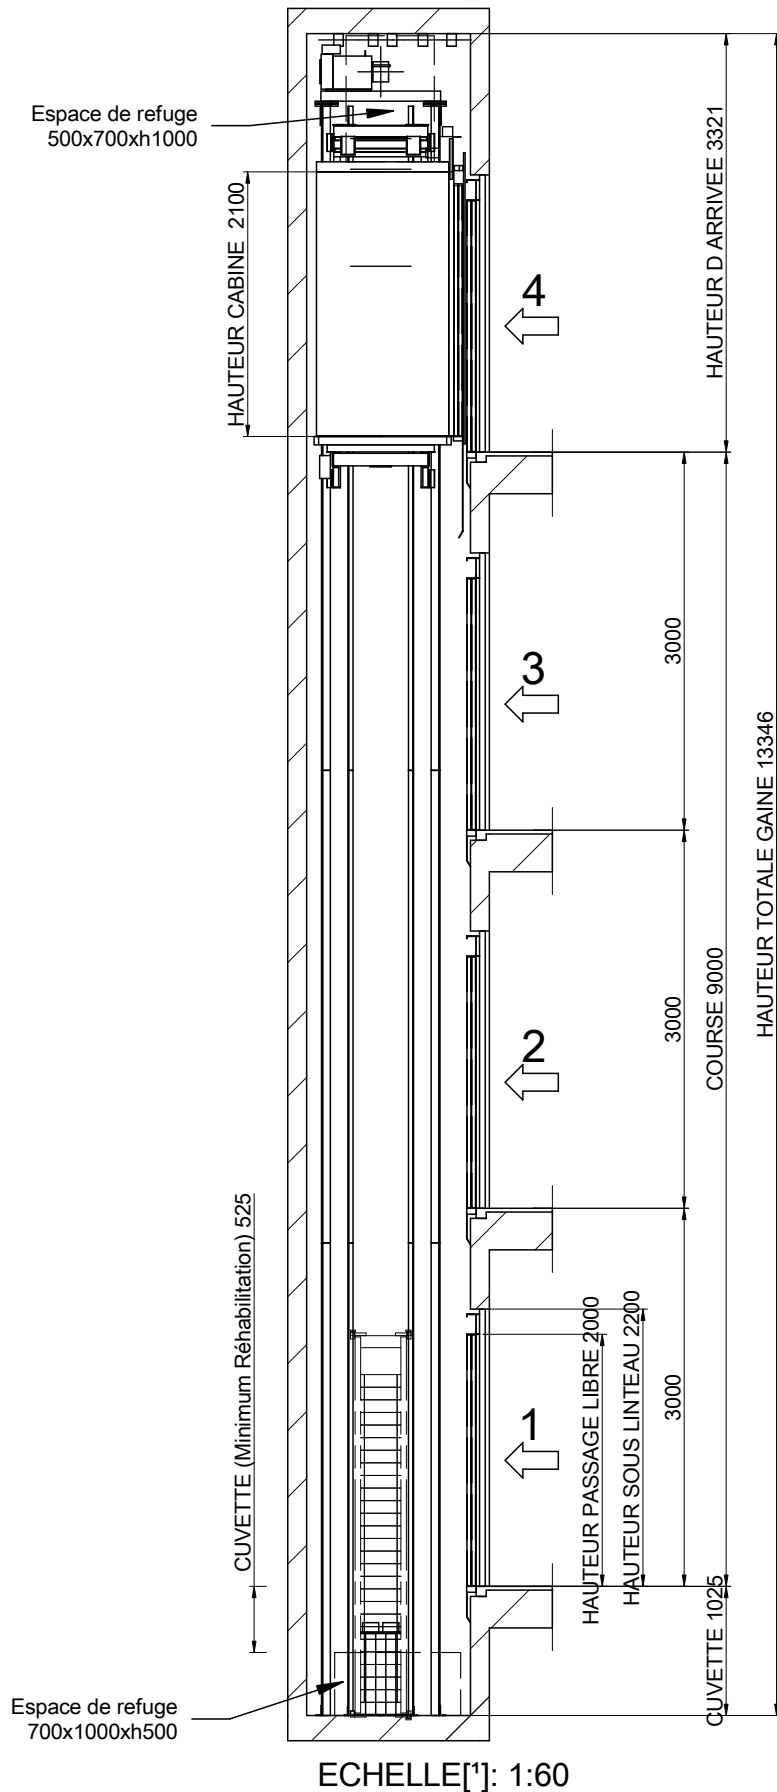 Espace de refuge
500x700xh1000
HAUTEUR CABINE 2100
HAUTEUR D ARRIVEE 3321
4
3000
3
HAUTEUR TOTALE GAINE 13346
COURSE 9000
3000
2
CUVETTE (Minimum Réhabilitation) 525
HAUTEUR PASSAGE LIBRE 2000
HAUTEUR SOUS LINTEAU 2200
3000
1
CUVETTE 1025
Espace de refuge
700x1000xh500
ECHELLE[¹]: 1:60